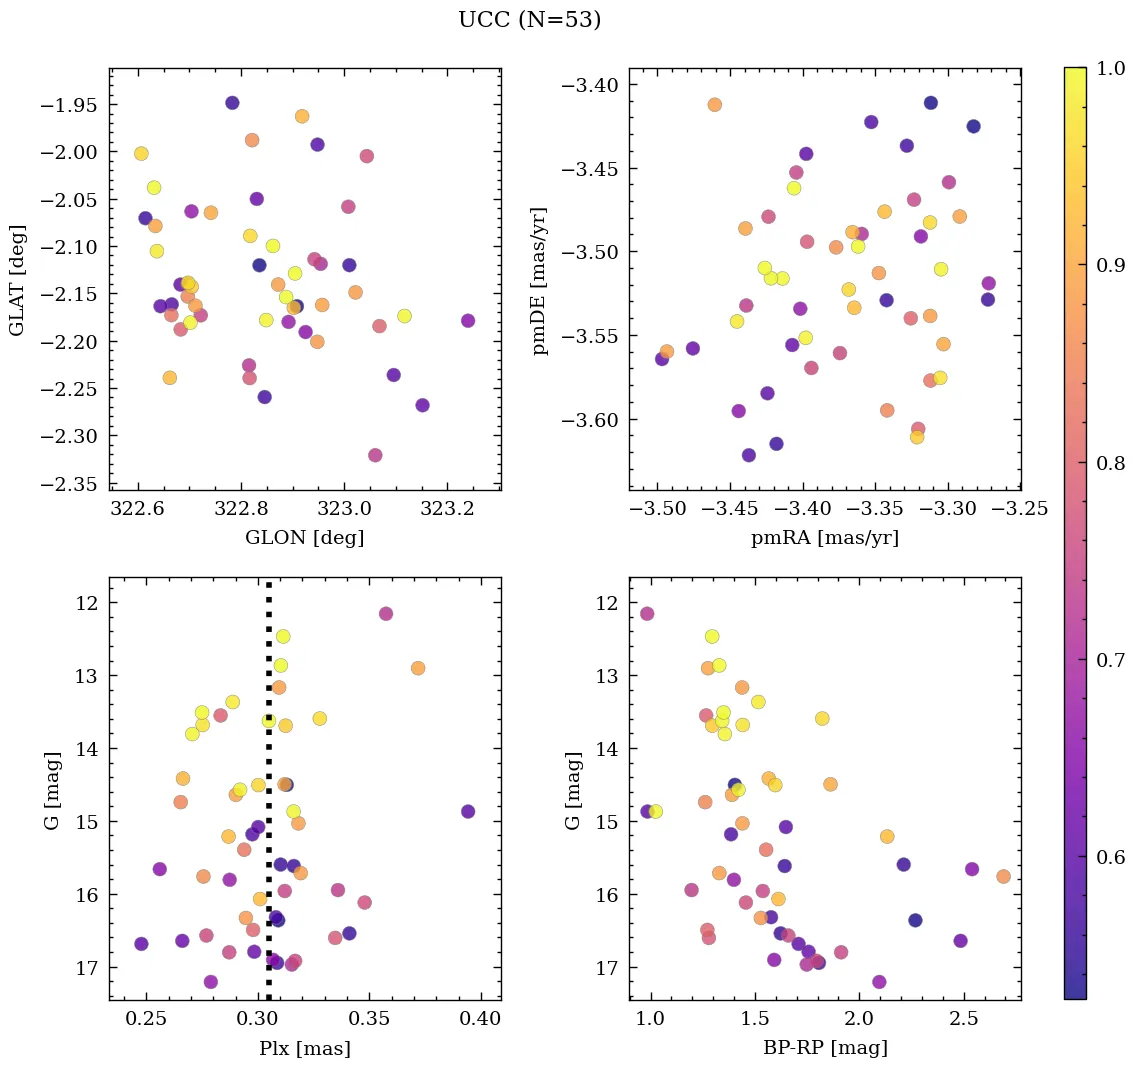 UCC (N=53)
−1.95
−2.00
−2.05
−2.10
−2.15
−2.20
−2.25
−2.30
−2.35
GLAT [deg]
322.6 322.8 323.0 323.2
GLON [deg]
−3.40
−3.45
−3.50
−3.55
−3.60
pmDE [mas/yr]
−3.50 −3.45 −3.40 −3.35 −3.30 −3.25
pmRA [mas/yr]
1.0
0.9
0.8
0.7
0.6
12
13
14
15
16
17
G [mag]
0.25 0.30 0.35 0.40
Plx [mas]
12
13
14
15
16
17
G [mag]
1.0 1.5 2.0 2.5
BP-RP [mag]